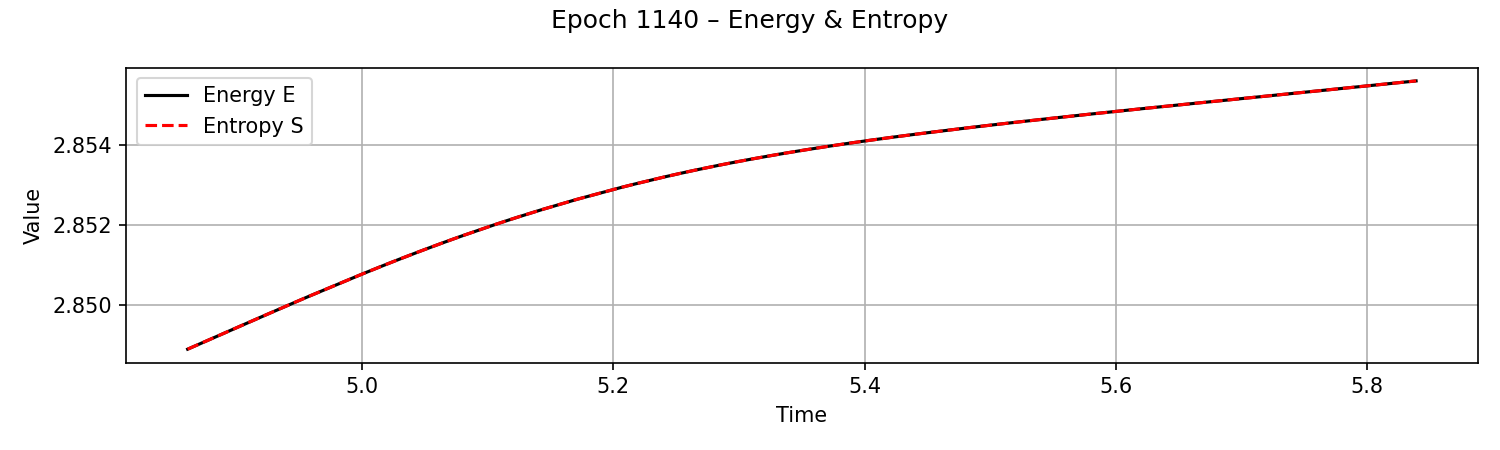 Epoch 1140 – Energy & Entropy
Energy E
Entropy S
2.854
2.852
2.850
Value
5.0 5.2 5.4 5.6 5.8
Time